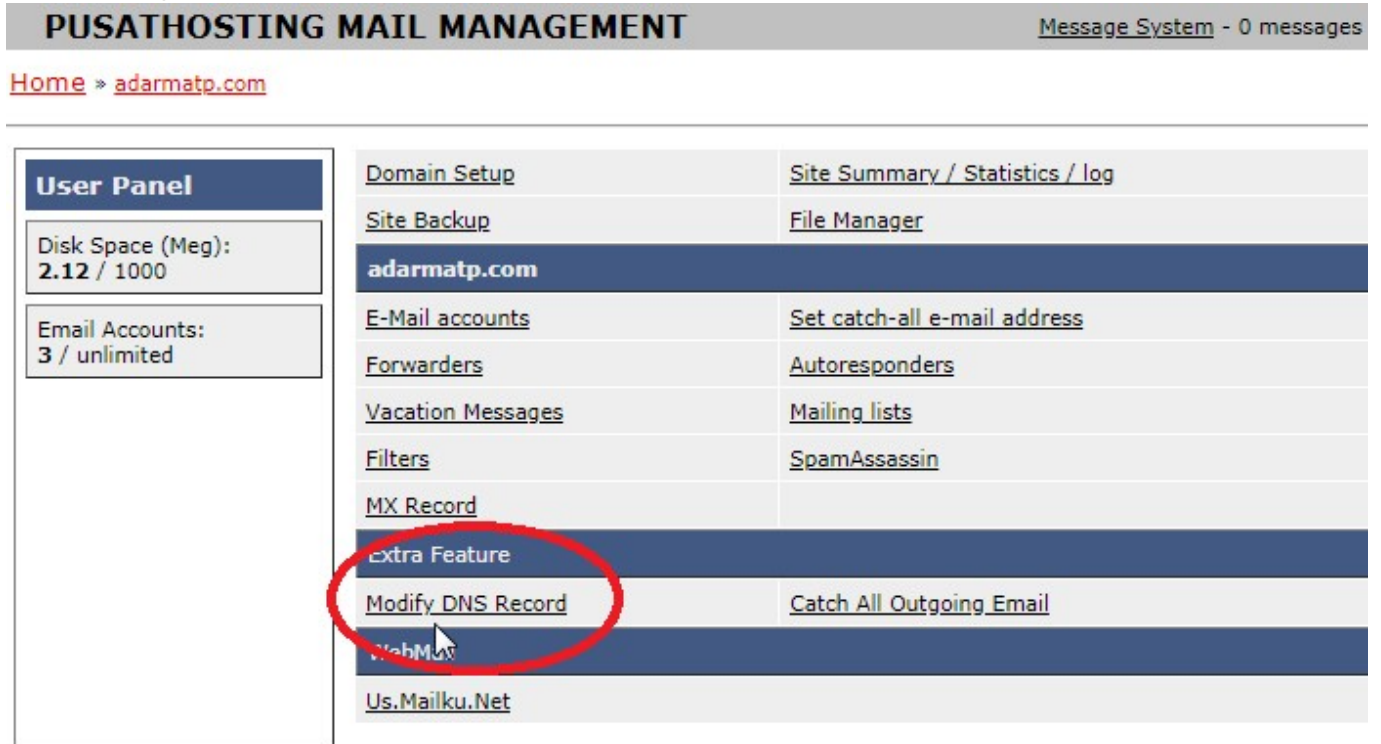 PUSATHOSTING MAIL MANAGEMENT
Message System - 0 messages
Home » adarmatp.com
User Panel
Disk Space (Meg):
2.12 / 1000
Email Accounts:
3 / unlimited
Domain Setup
Site Summary / Statistics / log
Site Backup
File Manager
adarmatp.com
E-Mail accounts
Set catch-all e-mail address
Forwarders
Autoresponders
Vacation Messages
Mailing lists
Filters
SpamAssassin
MX Record
Extra Feature
Modify DNS Record
Catch All Outgoing Email
Us.Mailku.Net